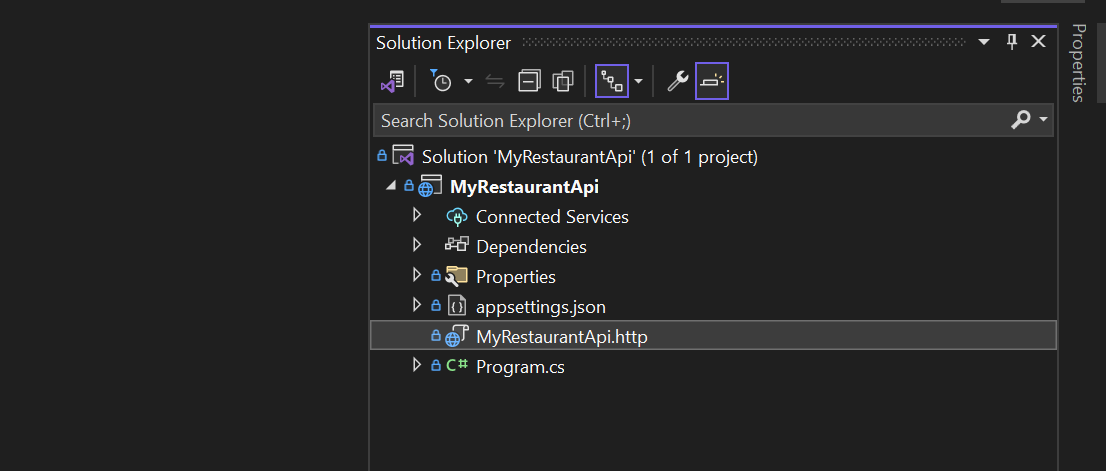 Solution Explorer
Properties
Search Solution Explorer (Ctrl+;)
Solution 'MyRestaurantApi' (1 of 1 project)
MyRestaurantApi
Connected Services
Dependencies
Properties
appsettings.json
MyRestaurantApi.http
C# Program.cs